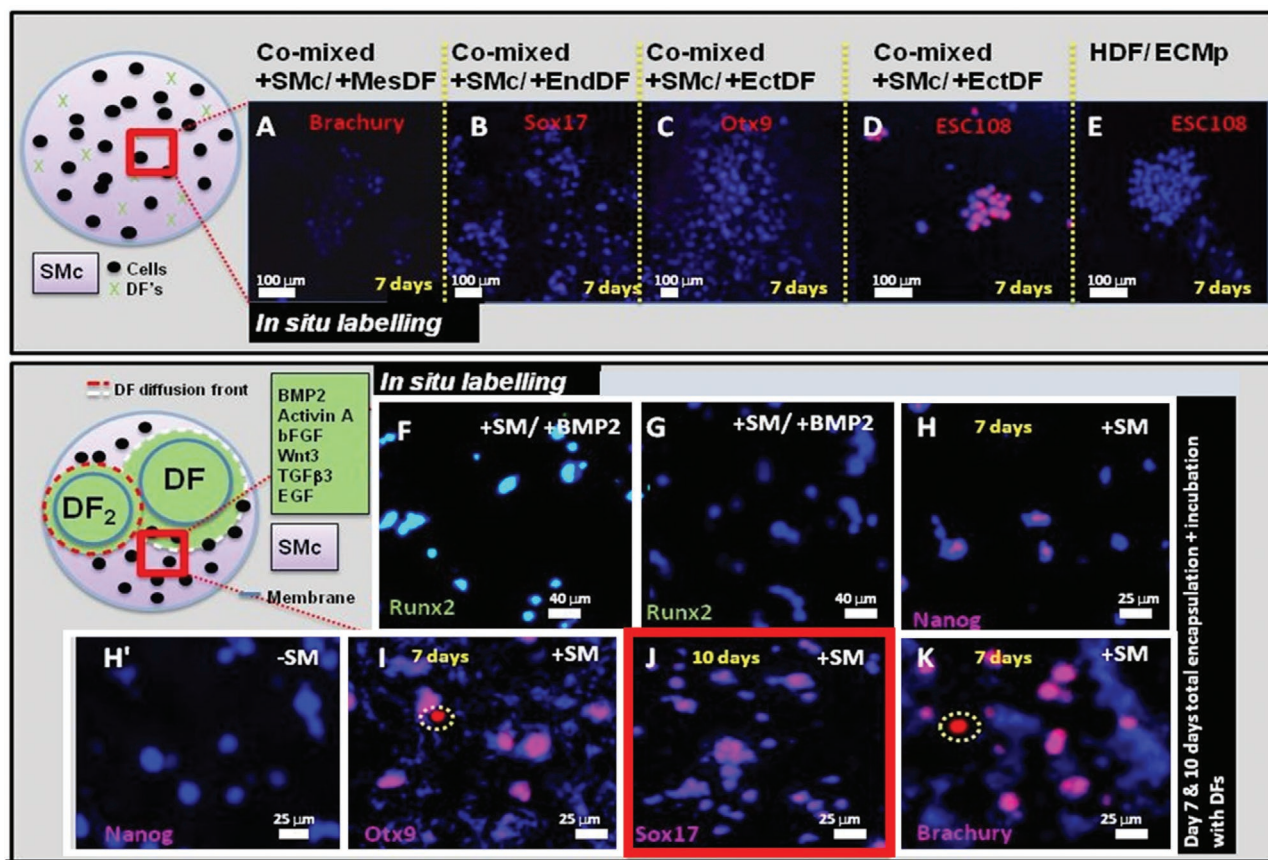 Co-mixed
+SMc/ +MesDF
Co-mixed
+SMc/ +EndDF
Co-mixed
+SMc/ +EctDF
Co-mixed
+SMc/ +EctDF
HDF/ ECMp
A
Brachury
B
Sox17
C
Otx9
D
ESC108
E
ESC108
SMc
Cells
X
DF's
100 µm
7 days
100 µm
7 days
100 µm
7 days
100 µm
7 days
100 µm
7 days
In situ labelling
DF diffusion front
BMP2
Activin A
bFGF
Wnt3
TGFβ3
EGF
DF
DF2
SMc
Membrane
In situ labelling
F
+SM/ +BMP2
Runx2
40 µm
G
+SM/ +BMP2
Runx2
40 µm
H
7 days
+SM
Nanog
25 µm
H'
-SM
Nanog
25 µm
I
7 days
+SM
Otx9
25 µm
J
10 days
+SM
Sox17
25 µm
K
7 days
+SM
Brachury
25 µm
Day 7 & 10 days total encapsulation + incubation
with DFs